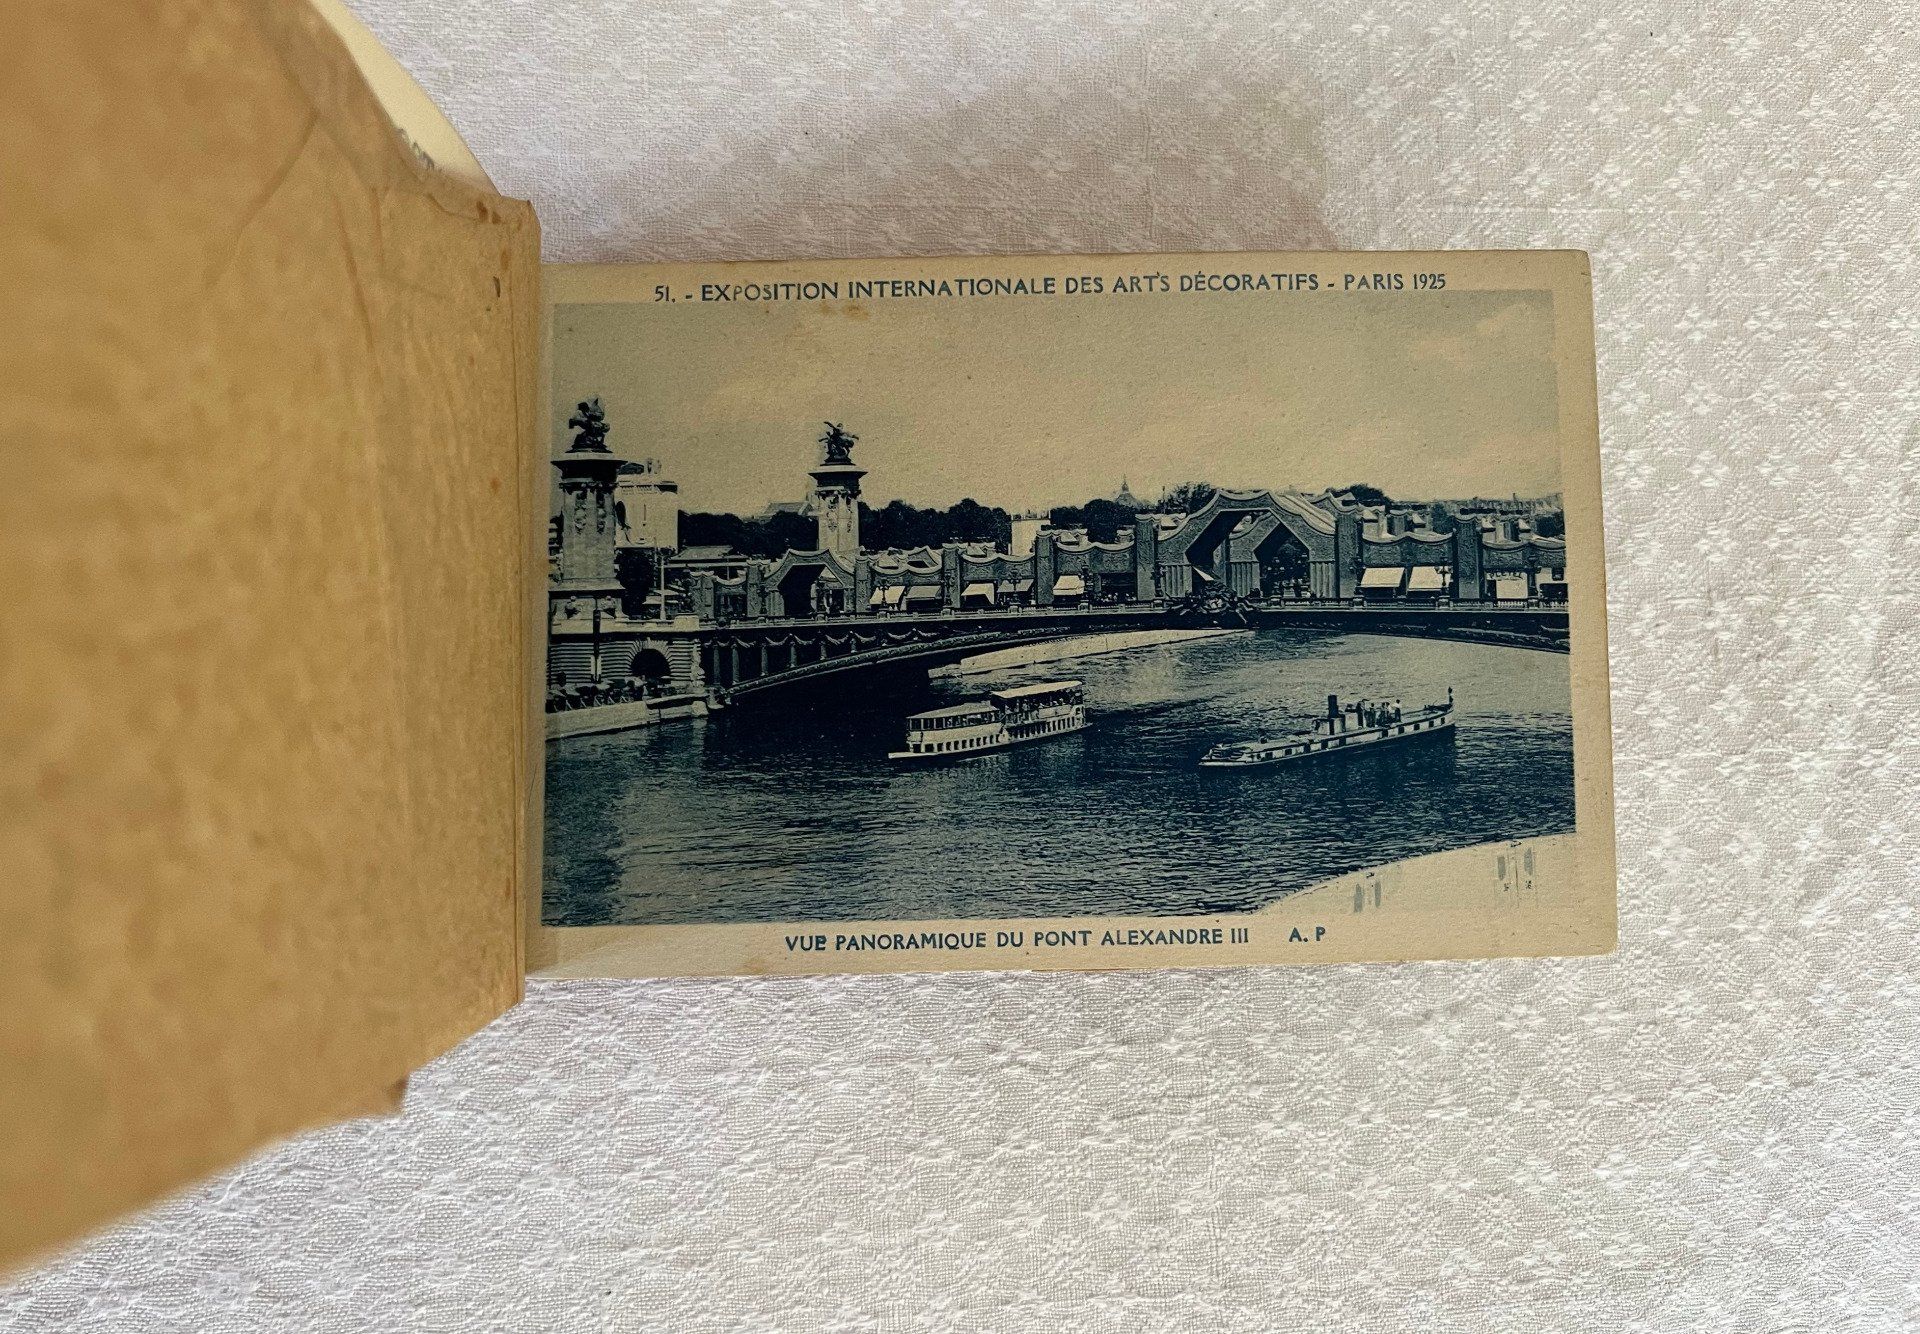 51. - EXPOSITION INTERNATIONALE DES ARTS DÉCORATIFS - PARIS 1925
VUE PANORAMIQUE DU PONT ALEXANDRE III A. P